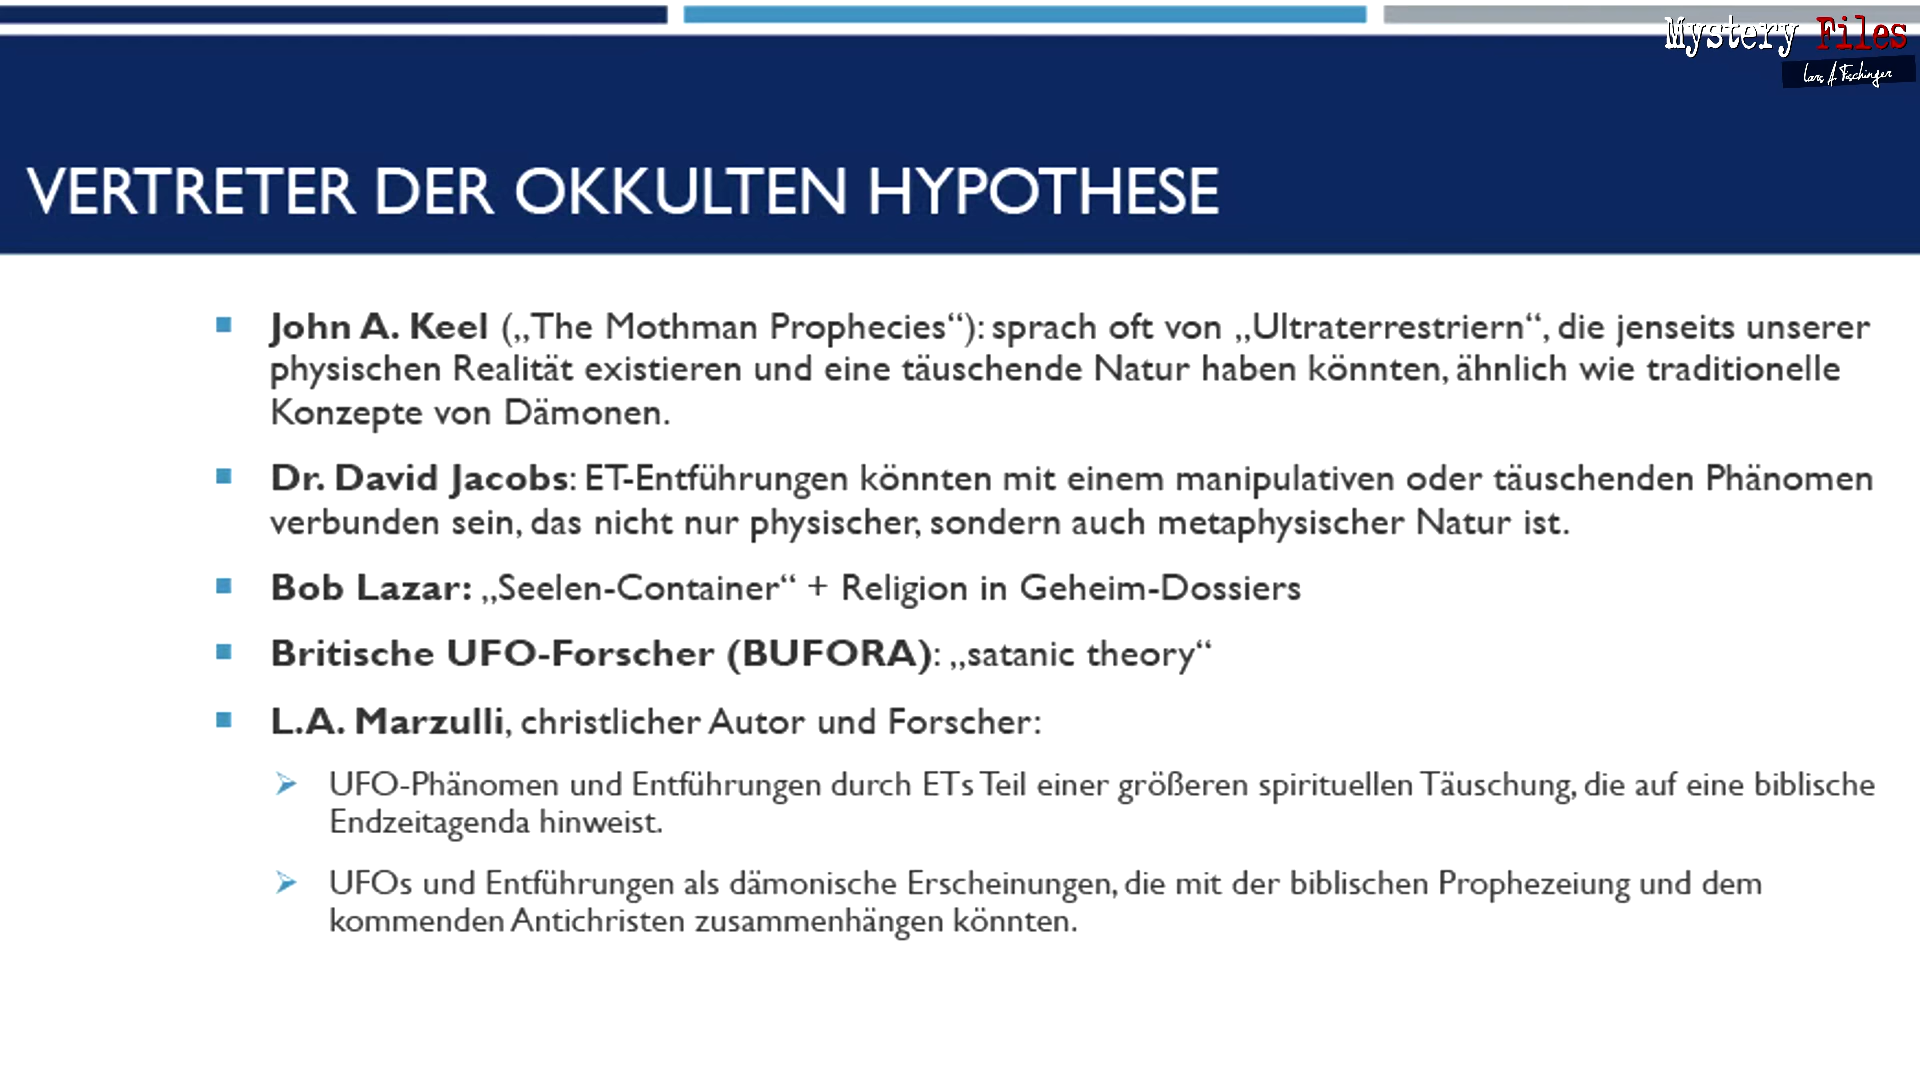 Mystery Files
Lars A. Fischinger
VERTRETER DER OKKULTEN HYPOTHESE
John A. Keel („The Mothman Prophecies“): sprach oft von „Ultraterrestriern“, die jenseits unserer
physischen Realität existieren und eine täuschende Natur haben könnten, ähnlich wie traditionelle
Konzepte von Dämonen.
Dr. David Jacobs: ET-Entführungen könnten mit einem manipulativen oder täuschenden Phänomen
verbunden sein, das nicht nur physischer, sondern auch metaphysischer Natur ist.
Bob Lazar: „Seelen-Container“ + Religion in Geheim-Dossiers
Britische UFO-Forscher (BUFORA): „satanic theory“
L.A. Marzulli, christlicher Autor und Forscher:
UFO-Phänomen und Entführungen durch ETs Teil einer größeren spirituellen Täuschung, die auf eine biblische
Endzeitagenda hinweist.
UFOs und Entführungen als dämonische Erscheinungen, die mit der biblischen Prophezeiung und dem
kommenden Antichristen zusammenhängen könnten.